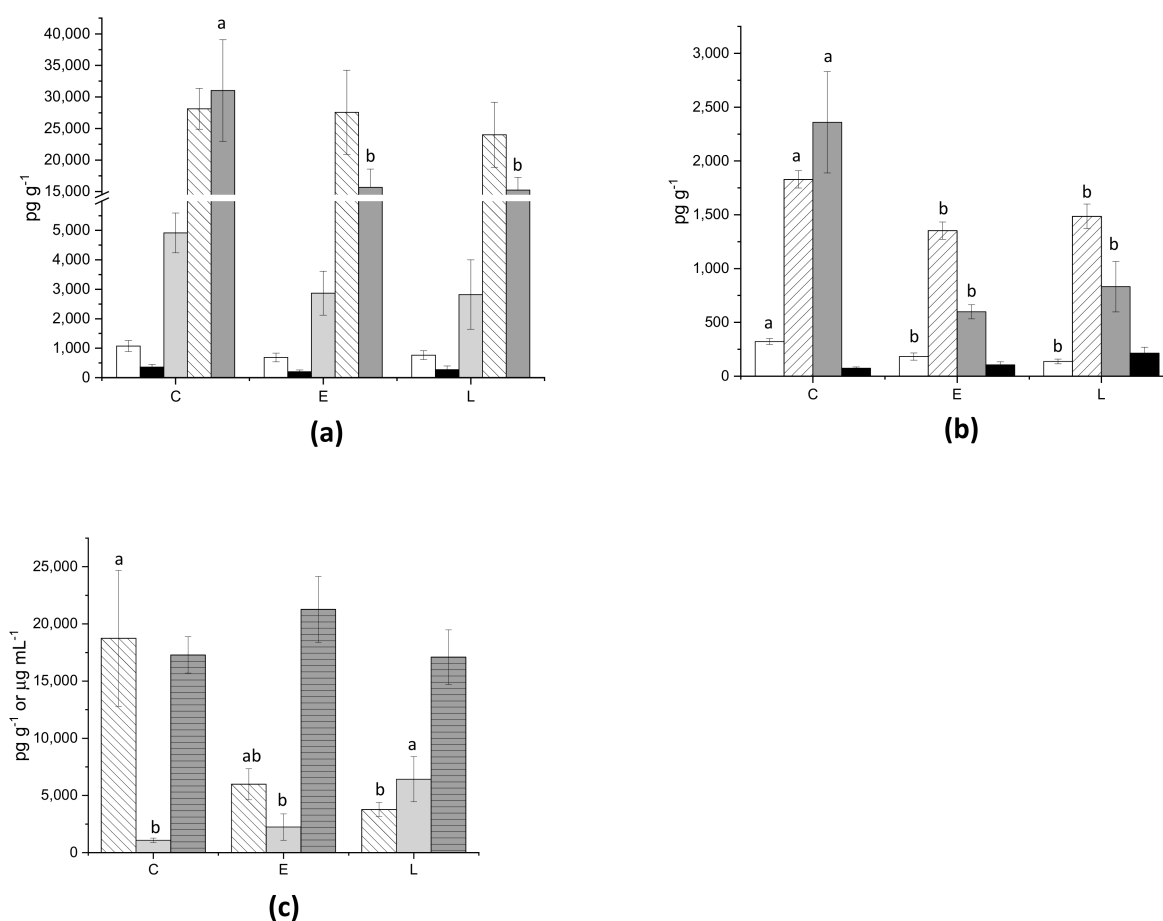 a
40,000
35,000
30,000
25,000
20,000
15,000
5,000
4,000
3,000
2,000
1,000
0
pg g-1
b
b
C E L
(a)
3,000
2,500
2,000
1,500
1,000
500
0
pg g-1
a
a
a
b
b
b
b
b
b
C E L
(b)
25,000
20,000
15,000
10,000
5,000
0
pg g-1 or µg mL-1
a
b
ab
b
b
a
C E L
(c)